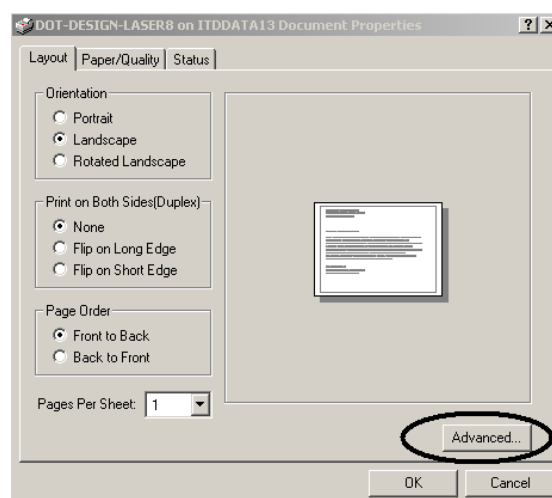 DOT-DESIGN-LASER8 on ITDDATA13 Document Properties
Layout Paper/Quality Status
Orientation
Portrait
Landscape
Rotated Landscape
Print on Both Sides(Duplex)
None
Flip on Long Edge
Flip on Short Edge
Page Order
Front to Back
Back to Front
Pages Per Sheet: 1
Advanced...
OK Cancel